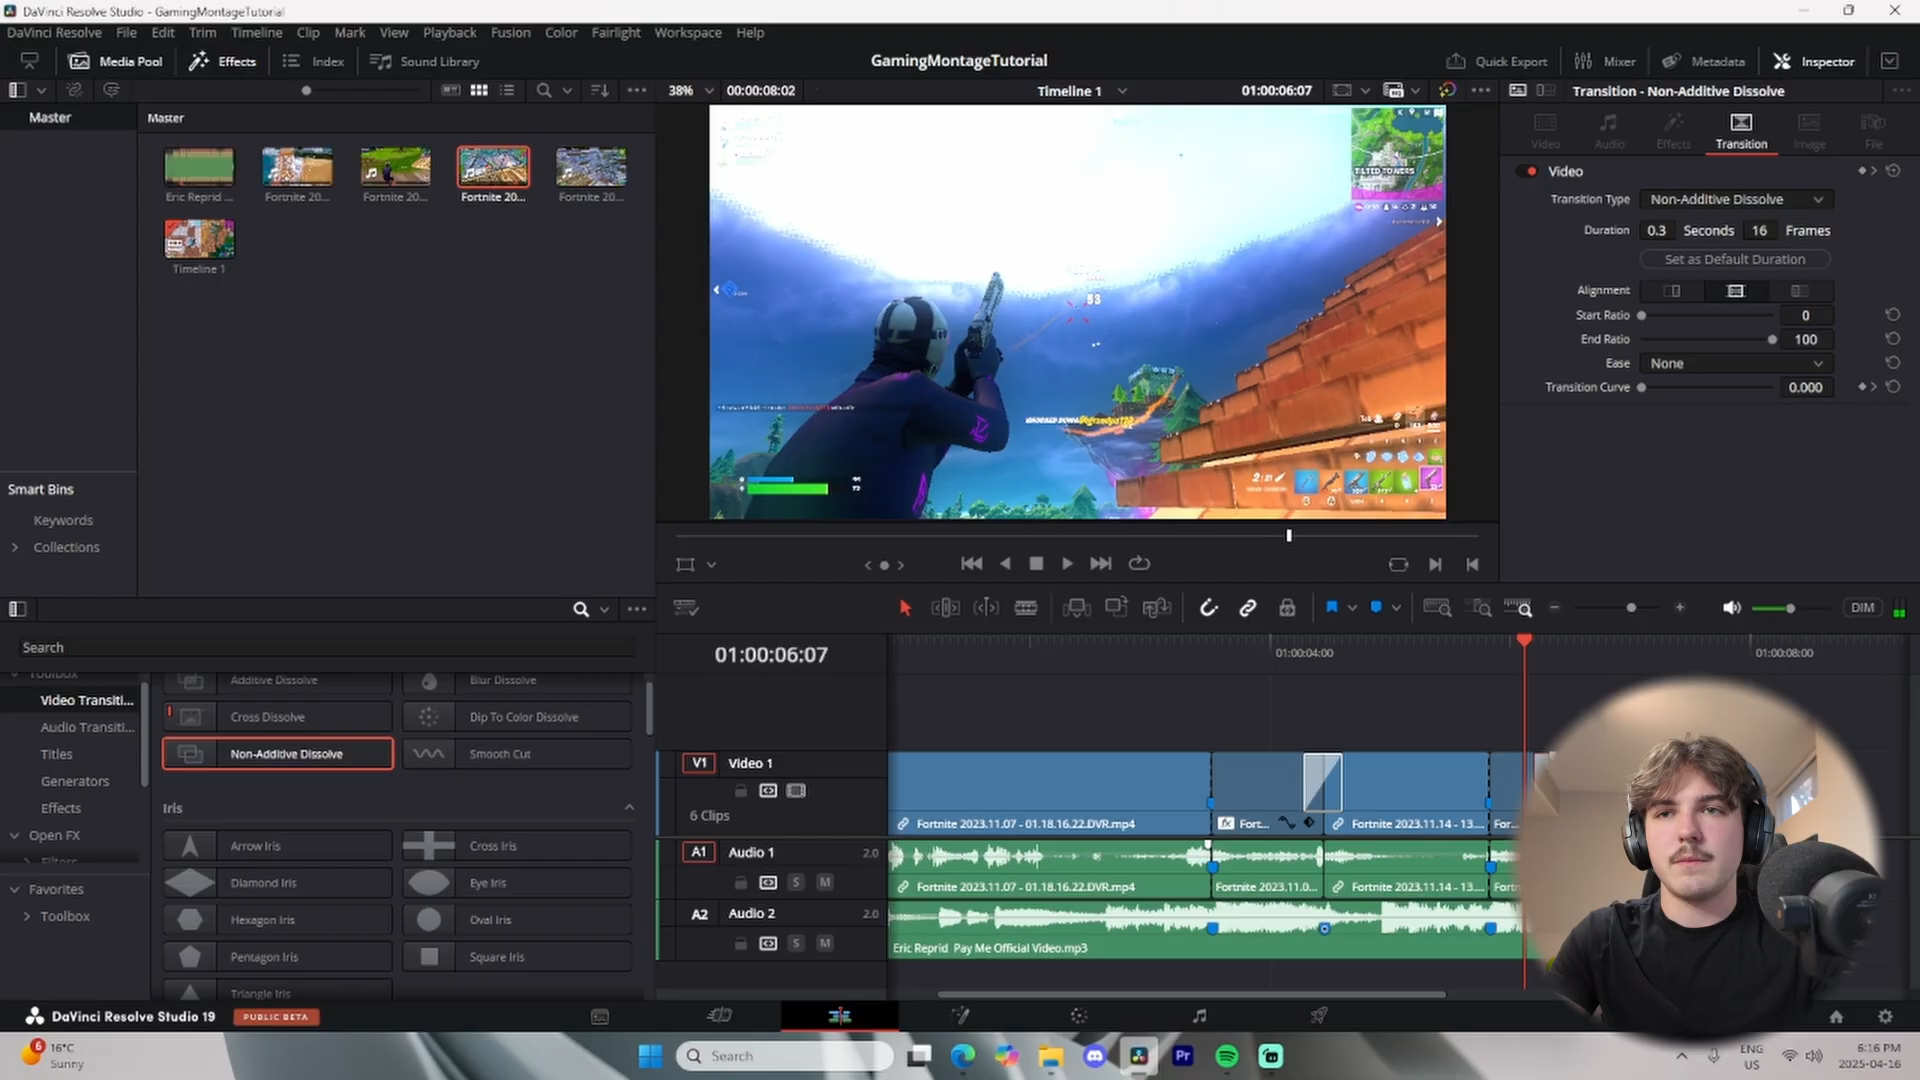 DaVinci Resolve Studio - GamingMontageTutorial
DaVinci Resolve File Edit Trim Timeline Clip Mark View Playback Fusion Color Fairlight Workspace Help
Media Pool Effects Index Sound Library
GamingMontageTutorial
Quick Export Mixer Metadata Inspector
38% 00:00:08:02 Timeline 1 01:00:06:07
Transition - Non-Additive Dissolve
Master
Master
Eric Reprid ... Fortnite 20... Fortnite 20... Fortnite 20... Fortnite 20...
Timeline 1
Smart Bins
Keywords
Collections
TILTED TOWERS
53
Video Audio Effects Transition Image File
Video
Transition Type Non-Additive Dissolve
Duration 0.3 Seconds 16 Frames
Set as Default Duration
Alignment
Start Ratio 0
End Ratio 100
Ease None
Transition Curve 0.000
DIM
Search
Toolbox
Video Transiti...
Audio Transiti...
Titles
Generators
Effects
Open FX
Filters
Favorites
Toolbox
Additive Dissolve Blur Dissolve
Cross Dissolve Dip To Color Dissolve
Non-Additive Dissolve Smooth Cut
Iris
Arrow Iris Cross Iris
Diamond Iris Eye Iris
Hexagon Iris Oval Iris
Pentagon Iris Square Iris
Triangle Iris
01:00:06:07
01:00:04:00 01:00:08:00
V1 Video 1
6 Clips
Fortnite 2023.11.07 - 01.18.16.22.DVR.mp4 Fort... Fortnite 2023.11.14 - 13.... For...
A1 Audio 1 2.0
S M
Fortnite 2023.11.07 - 01.18.16.22.DVR.mp4 Fortnite 2023.11.0... Fortnite 2023.11.14 - 13....
A2 Audio 2 2.0
S M
Eric Reprid Pay Me Official Video.mp3
DaVinci Resolve Studio 19 PUBLIC BETA
6
16°C
Sunny
Search
Pr
ENG
US
6:16 PM
2025-04-16